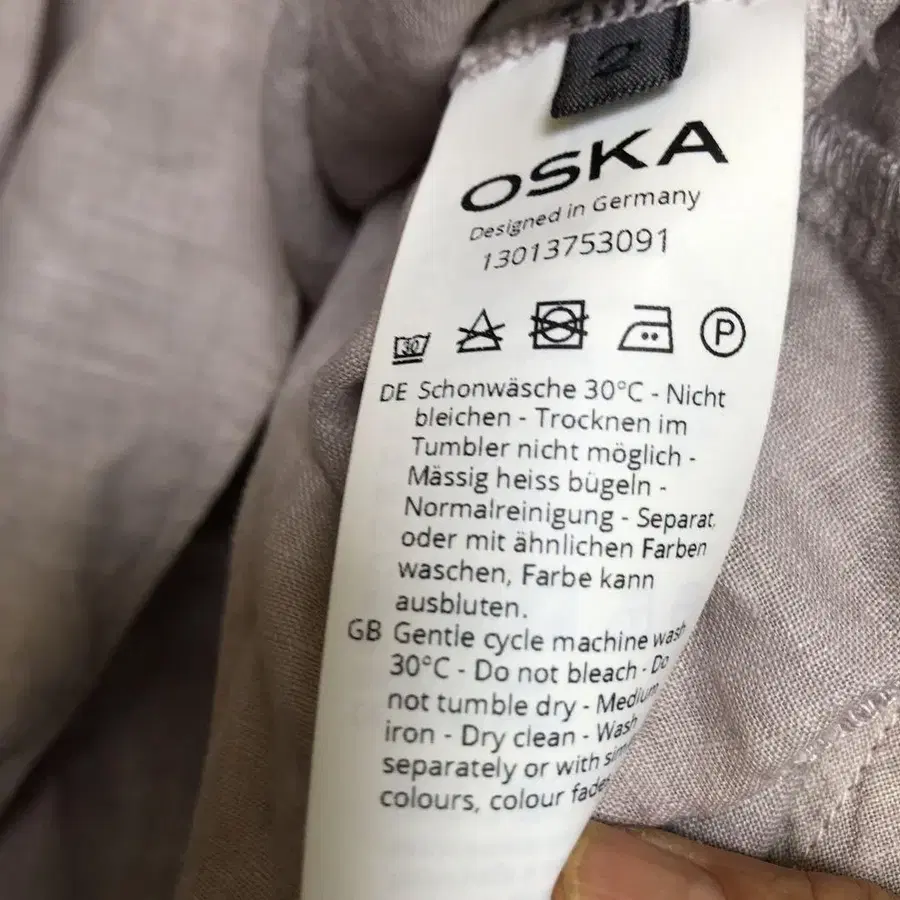 2
OSKA
Designed in Germany
13013753091
30
P
DE Schonwäsche 30°C - Nicht
bleichen - Trocknen im
Tumbler nicht möglich -
Mässig heiss bügeln -
Normalreinigung - Separat
oder mit ähnlichen Farben
waschen, Farbe kann
ausbluten.
GB Gentle cycle machine wash
30°C - Do not bleach - Do
not tumble dry - Medium
iron - Dry clean - Wash
separately or with
colours, colour